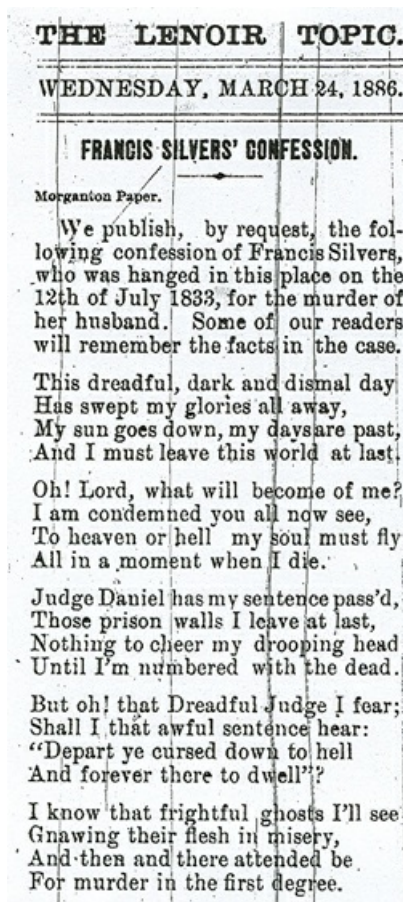 THE LENOIR TOPIC.
WEDNESDAY, MARCH 24, 1886.
FRANCIS SILVERS' CONFESSION.
Morganton Paper.
We publish, by request, the fol-
lowing confession of Francis Silvers,
who was hanged in this place on the
12th of July 1833, for the murder of
her husband. Some of our readers
will remember the facts in the case.
This dreadful, dark and dismal day
Has swept my glories all away,
My sun goes down, my days are past,
And I must leave this world at last.
Oh! Lord, what will become of me?
I am condemned you all now see,
To heaven or hell my soul must fly
All in a moment when I die.
Judge Daniel has my sentence pass'd,
Those prison walls I leave at last,
Nothing to cheer my drooping head
Until I'm numbered with the dead.
But oh! that Dreadful Judge I fear;
Shall I that awful sentence hear:
"Depart ye cursed down to hell
And forever there to dwell"?
I know that frightful ghosts I'll see
Gnawing their flesh in misery,
And then and there attended be
For murder in the first degree.